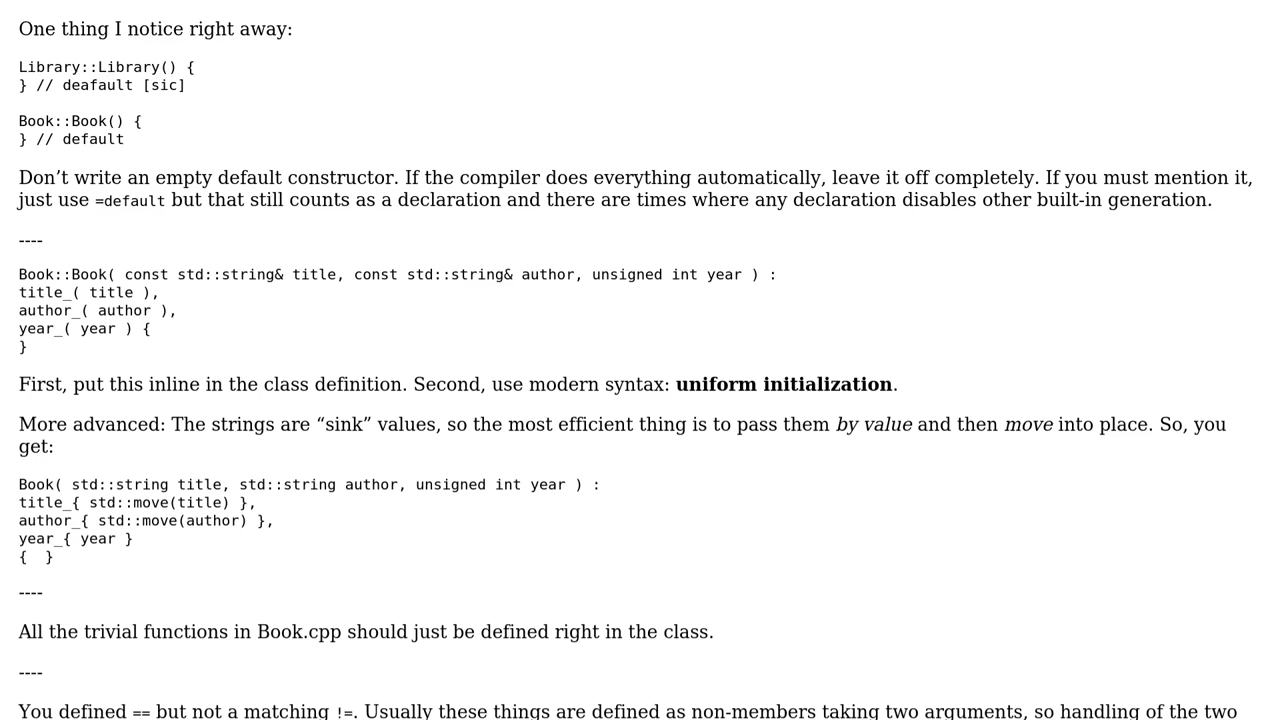 One thing I notice right away:
Library::Library() {
} // deafault [sic]
Book::Book() {
} // default
Don’t write an empty default constructor. If the compiler does everything automatically, leave it off completely. If you must mention it,
just use =default but that still counts as a declaration and there are times where any declaration disables other built-in generation.
----
Book::Book( const std::string& title, const std::string& author, unsigned int year ) :
title_( title ),
author_( author ),
year_( year ) {
}
First, put this inline in the class definition. Second, use modern syntax: uniform initialization.
More advanced: The strings are “sink” values, so the most efficient thing is to pass them by value and then move into place. So, you
get:
Book( std::string title, std::string author, unsigned int year ) :
title_{ std::move(title) },
author_{ std::move(author) },
year_{ year }
{  }
----
All the trivial functions in Book.cpp should just be defined right in the class.
----
You defined == but not a matching !=. Usually these things are defined as non-members taking two arguments, so handling of the two